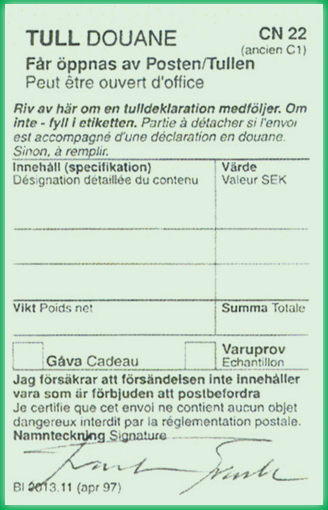 TULL DOUANE CN 22
(ancien C1)
Får öppnas av Posten/Tullen
Peut être ouvert d'office
Riv av här om en tulldeklaration medföljer. Om
inte - fyll i etiketten. Partie à détacher si l'envoi
est accompagné d'une déclaration en douane.
Sinon, à remplir.
Innehåll (specifikation) Värde
Désignation détaillée du contenu Valeur SEK
Vikt Poids net Summa Totale
Gåva Cadeau Varuprov
Echantillon
Jag försäkrar att försändelsen inte innehåller
vara som är förbjuden att postbefordra
Je certifie que cet envoi ne contient aucun objet
dangereux interdit par la réglementation postale.
Namnteckning Signature
Bl 2013.11 (apr 97)